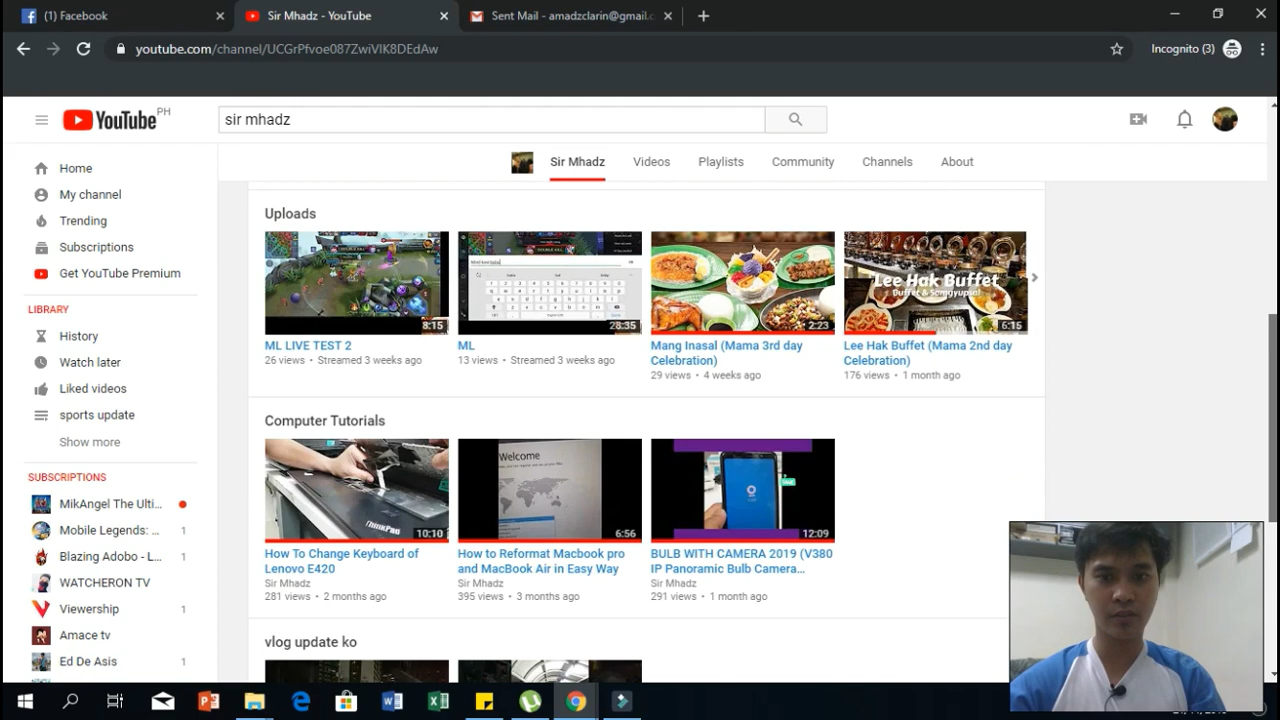 (1) Facebook
Sir Mhadz - YouTube
Sent Mail - amadzclarin@gmail.c
youtube.com/channel/UCGrPfvoe087ZwiVlK8DEdAw
Incognito (3)
YouTube PH
sir mhadz
Home
My channel
Trending
Subscriptions
Get YouTube Premium
LIBRARY
History
Watch later
Liked videos
sports update
Show more
SUBSCRIPTIONS
MikAngel The Ulti...
Mobile Legends: ... 1
Blazing Adobo - L... 1
WATCHERON TV
Viewership 1
Amace tv
Ed De Asis 1
Sir Mhadz Videos Playlists Community Channels About
Uploads
8:15
28:35
Lee Hak Buffet
Buffet & Samgyupsal
2:23
6:15
ML LIVE TEST 2
26 views • Streamed 3 weeks ago
ML
13 views • Streamed 3 weeks ago
Mang Inasal (Mama 3rd day
Celebration)
29 views • 4 weeks ago
Lee Hak Buffet (Mama 2nd day
Celebration)
176 views • 1 month ago
Computer Tutorials
ThinkPad
10:10
Welcome
6:56
12:09
How To Change Keyboard of
Lenovo E420
Sir Mhadz
281 views • 2 months ago
How to Reformat Macbook pro
and MacBook Air in Easy Way
Sir Mhadz
395 views • 3 months ago
BULB WITH CAMERA 2019 (V380
IP Panoramic Bulb Camera...
Sir Mhadz
291 views • 1 month ago
vlog update ko